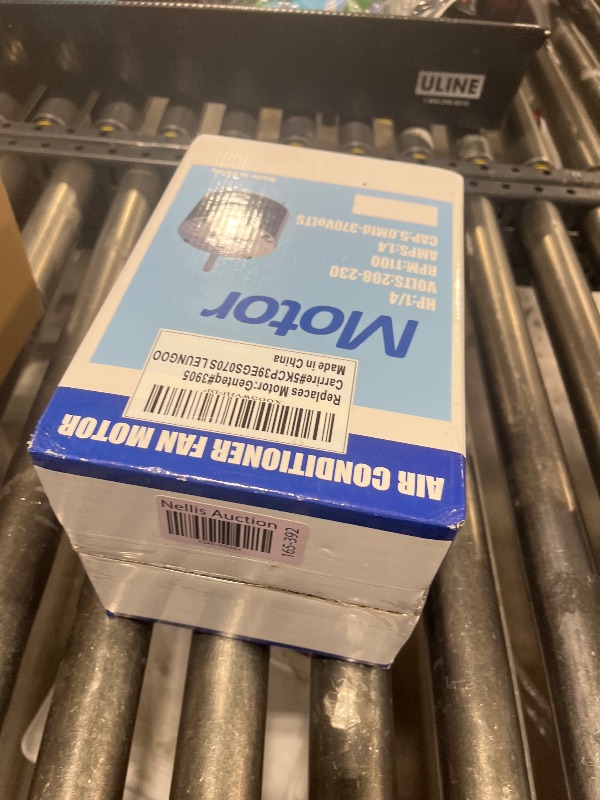 ULINE
AIR CONDITIONER FAN MOTOR
Replaces Motor:Genteq#3905
Carrire#5KCP39EGS070S LEUNGOO
Made in China
Motor
HP:1/4
VOLTS:208-230
RPM:1100
AMPS:1.4
CAP:5.0Mfd-370VOLTS
Nellis Auction
165-392